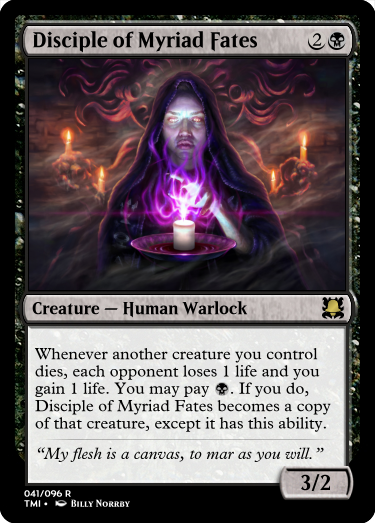 Disciple of Myriad Fates 2
Creature — Human Warlock
Whenever another creature you control
dies, each opponent loses 1 life and you
gain 1 life. You may pay . If you do,
Disciple of Myriad Fates becomes a copy
of that creature, except it has this ability.
“My flesh is a canvas, to mar as you will.”
3/2
041/096 R
TMI • Billy Norrby